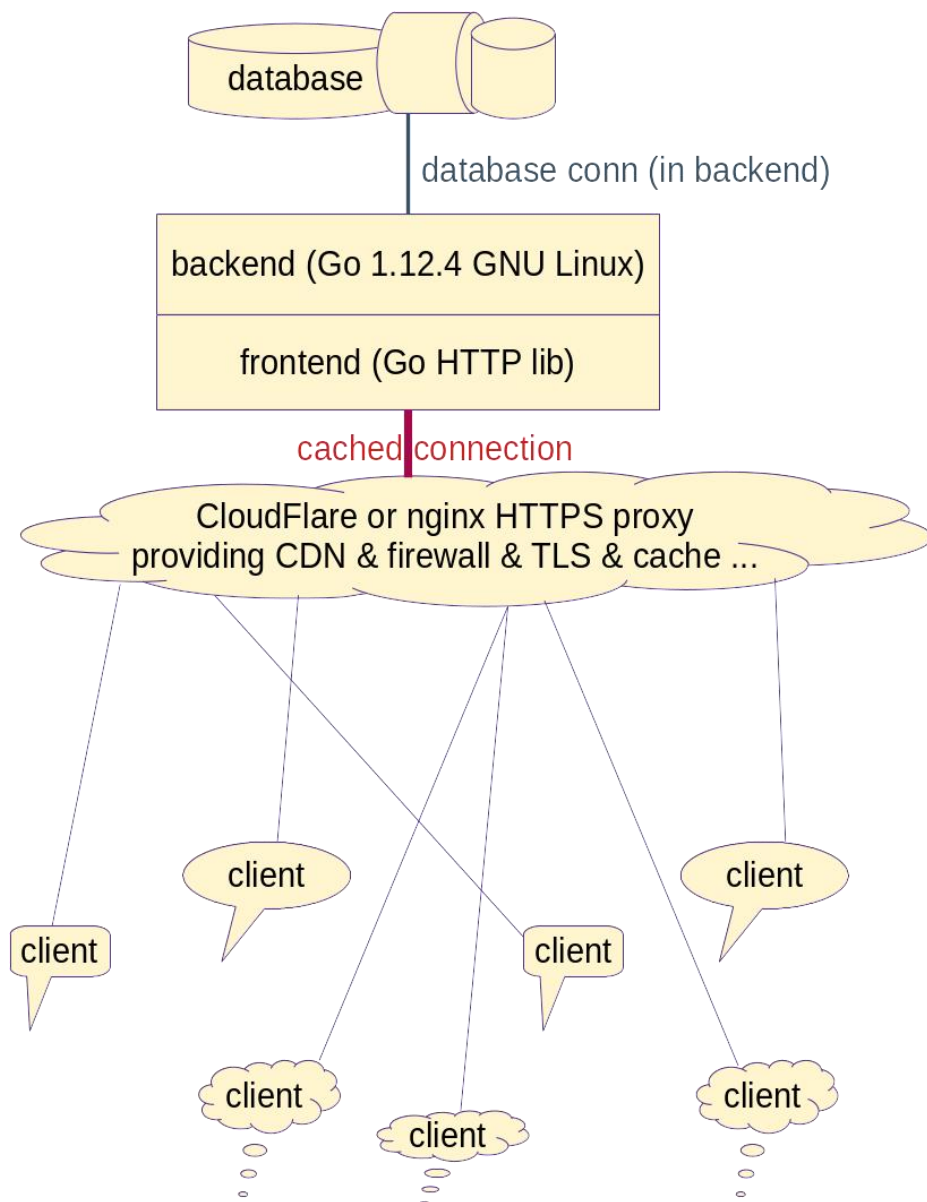 database
database conn (in backend)
backend (Go 1.12.4 GNU Linux)
frontend (Go HTTP lib)
cached connection
CloudFlare or nginx HTTPS proxy
providing CDN & firewall & TLS & cache ...
client
client
client
client
client
client
client